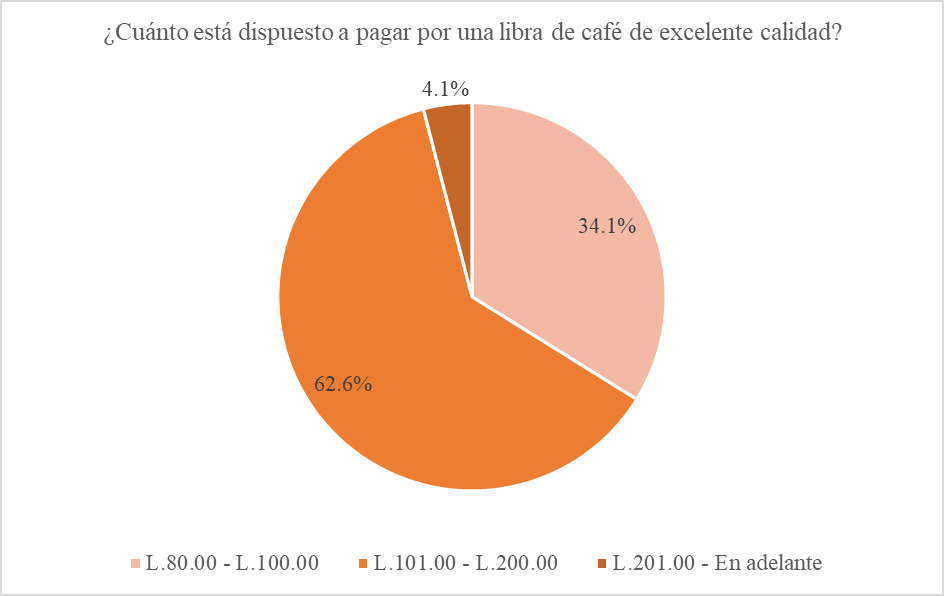 ¿Cuánto está dispuesto a pagar por una libra de café de excelente calidad?
4.1%
34.1%
62.6%
L.80.00 - L.100.00 L.101.00 - L.200.00 L.201.00 - En adelante